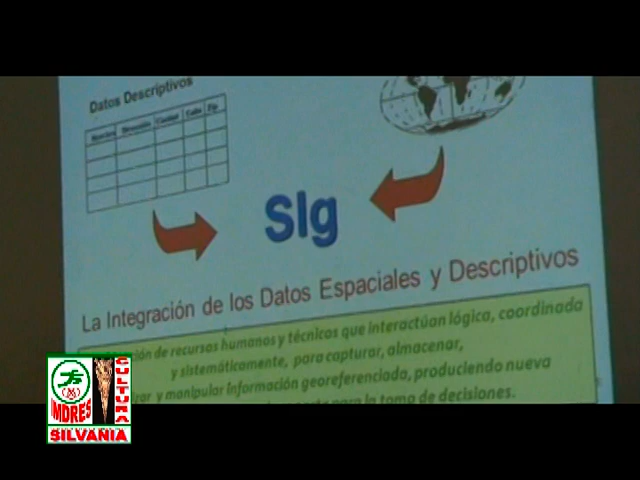 Datos Descriptivos
SIg
La Integración de los Datos Espaciales y Descriptivos
de recursos humanos y técnicos que interactúan lógica, coordinada
y sistemáticamente, para capturar, almacenar,
y manipular información georeferenciada, produciendo nueva
para la toma de decisiones.
IMDRES
CULTURA
SILVANIA